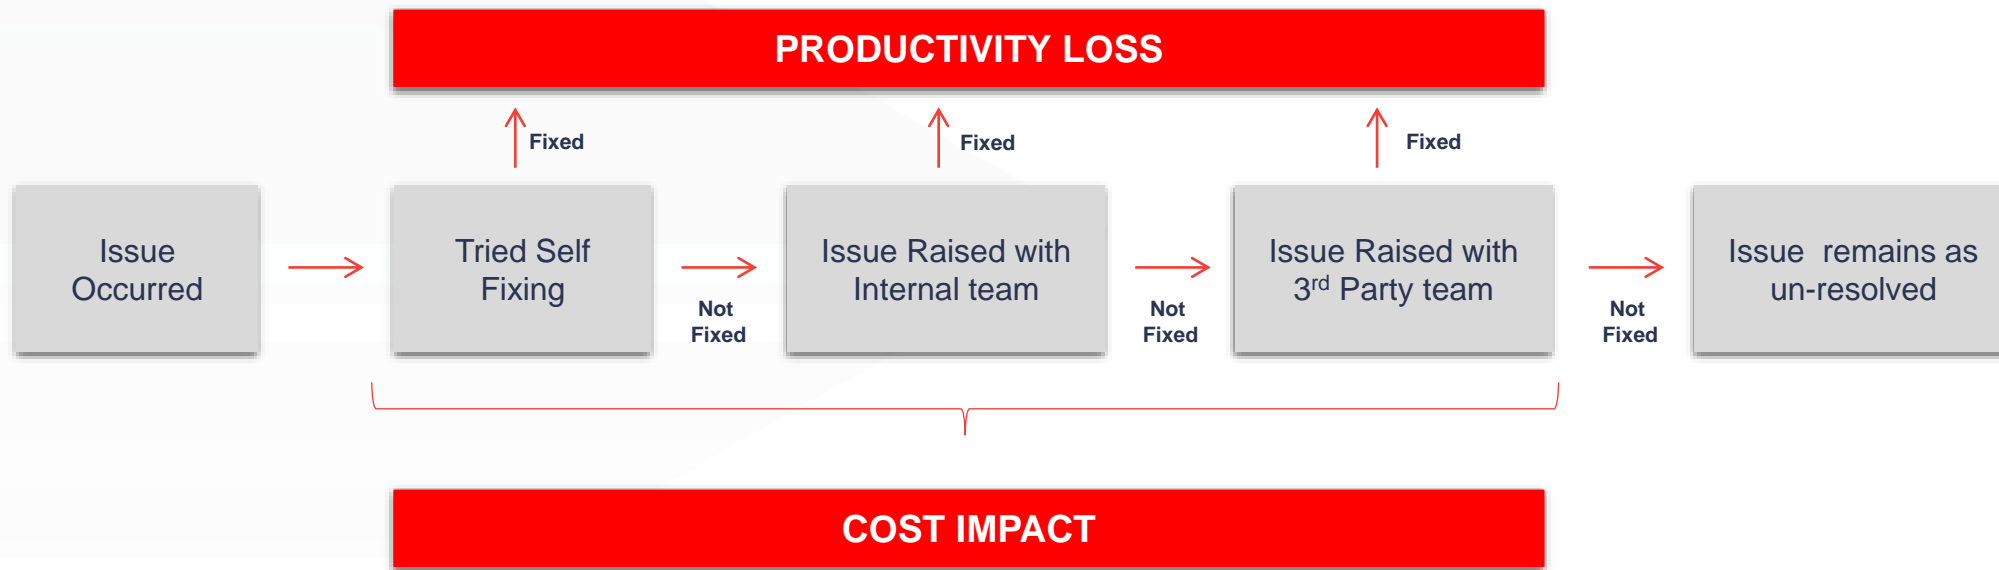 PRODUCTIVITY LOSS
Fixed
Fixed
Fixed
Issue
Occurred
Tried Self
Fixing
Not
Fixed
Issue Raised with
Internal team
Not
Fixed
Issue Raised with
3rd Party team
Not
Fixed
Issue remains as
un-resolved
COST IMPACT